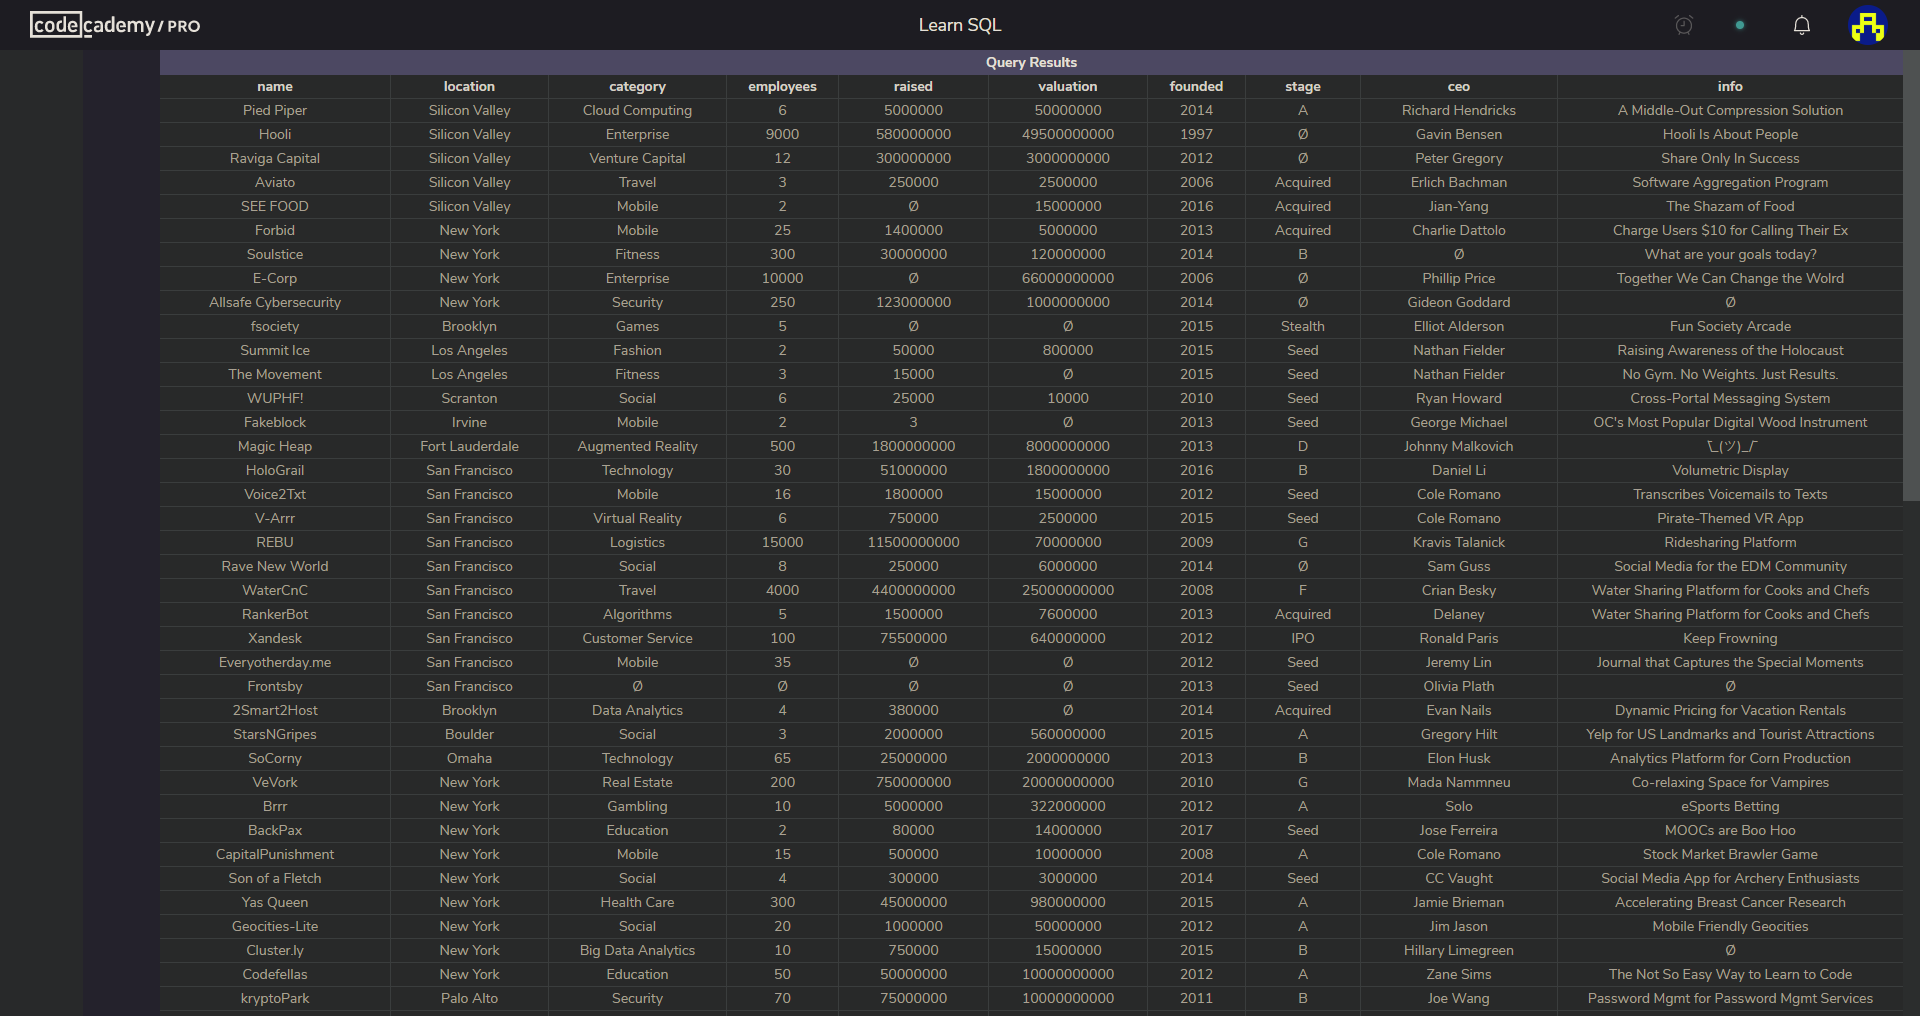 codecademy/PRO Learn SQL
Query Results
name location category employees raised valuation founded stage ceo info
Pied Piper Silicon Valley Cloud Computing 6 5000000 50000000 2014 A Richard Hendricks A Middle-Out Compression Solution
Hooli Silicon Valley Enterprise 9000 580000000 49500000000 1997 Ø Gavin Bensen Hooli Is About People
Raviga Capital Silicon Valley Venture Capital 12 300000000 3000000000 2012 Ø Peter Gregory Share Only In Success
Aviato Silicon Valley Travel 3 250000 2500000 2006 Acquired Erlich Bachman Software Aggregation Program
SEE FOOD Silicon Valley Mobile 2 Ø 15000000 2016 Acquired Jian-Yang The Shazam of Food
Forbid New York Mobile 25 1400000 5000000 2013 Acquired Charlie Dattolo Charge Users $10 for Calling Their Ex
Soulstice New York Fitness 300 30000000 120000000 2014 B Ø What are your goals today?
E-Corp New York Enterprise 10000 Ø 66000000000 2006 Ø Phillip Price Together We Can Change the Wolrd
Allsafe Cybersecurity New York Security 250 123000000 1000000000 2014 Ø Gideon Goddard Ø
fsociety Brooklyn Games 5 Ø Ø 2015 Stealth Elliot Alderson Fun Society Arcade
Summit Ice Los Angeles Fashion 2 50000 800000 2015 Seed Nathan Fielder Raising Awareness of the Holocaust
The Movement Los Angeles Fitness 3 15000 Ø 2015 Seed Nathan Fielder No Gym. No Weights. Just Results.
WUPHF! Scranton Social 6 25000 10000 2010 Seed Ryan Howard Cross-Portal Messaging System
Fakeblock Irvine Mobile 2 3 Ø 2013 Seed George Michael OC's Most Popular Digital Wood Instrument
Magic Heap Fort Lauderdale Augmented Reality 500 1800000000 8000000000 2013 D Johnny Malkovich ¯\_(ツ)_/¯
HoloGrail San Francisco Technology 30 51000000 1800000000 2016 B Daniel Li Volumetric Display
Voice2Txt San Francisco Mobile 16 1800000 15000000 2012 Seed Cole Romano Transcribes Voicemails to Texts
V-Arrr San Francisco Virtual Reality 6 750000 2500000 2015 Seed Cole Romano Pirate-Themed VR App
REBU San Francisco Logistics 15000 11500000000 70000000 2009 G Kravis Talanick Ridesharing Platform
Rave New World San Francisco Social 8 250000 6000000 2014 Ø Sam Guss Social Media for the EDM Community
WaterCnC San Francisco Travel 4000 4400000000 25000000000 2008 F Crian Besky Water Sharing Platform for Cooks and Chefs
RankerBot San Francisco Algorithms 5 1500000 7600000 2013 Acquired Delaney Water Sharing Platform for Cooks and Chefs
Xandesk San Francisco Customer Service 100 75500000 640000000 2012 IPO Ronald Paris Keep Frowning
Everyotherday.me San Francisco Mobile 35 Ø Ø 2012 Seed Jeremy Lin Journal that Captures the Special Moments
Frontsby San Francisco Ø Ø Ø Ø 2013 Seed Olivia Plath Ø
2Smart2Host Brooklyn Data Analytics 4 380000 Ø 2014 Acquired Evan Nails Dynamic Pricing for Vacation Rentals
StarsNGripes Boulder Social 3 2000000 560000000 2015 A Gregory Hilt Yelp for US Landmarks and Tourist Attractions
SoCorny Omaha Technology 65 25000000 2000000000 2013 B Elon Husk Analytics Platform for Corn Production
VeVork New York Real Estate 200 750000000 20000000000 2010 G Mada Nammneu Co-relaxing Space for Vampires
Brrr New York Gambling 10 5000000 322000000 2012 A Solo eSports Betting
BackPax New York Education 2 80000 14000000 2017 Seed Jose Ferreira MOOCs are Boo Hoo
CapitalPunishment New York Mobile 15 500000 10000000 2008 A Cole Romano Stock Market Brawler Game
Son of a Fletch New York Social 4 300000 3000000 2014 Seed CC Vaught Social Media App for Archery Enthusiasts
Yas Queen New York Health Care 300 45000000 980000000 2015 A Jamie Brieman Accelerating Breast Cancer Research
Geocities-Lite New York Social 20 1000000 50000000 2012 A Jim Jason Mobile Friendly Geocities
Cluster.ly New York Big Data Analytics 10 750000 15000000 2015 B Hillary Limegreen Ø
Codefellas New York Education 50 50000000 10000000000 2012 A Zane Sims The Not So Easy Way to Learn to Code
kryptoPark Palo Alto Security 70 75000000 10000000000 2011 B Joe Wang Password Mgmt for Password Mgmt Services